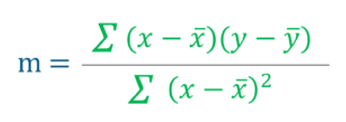 m = ∑ (x − x̄)(y − ȳ)
∑ (x − x̄)²